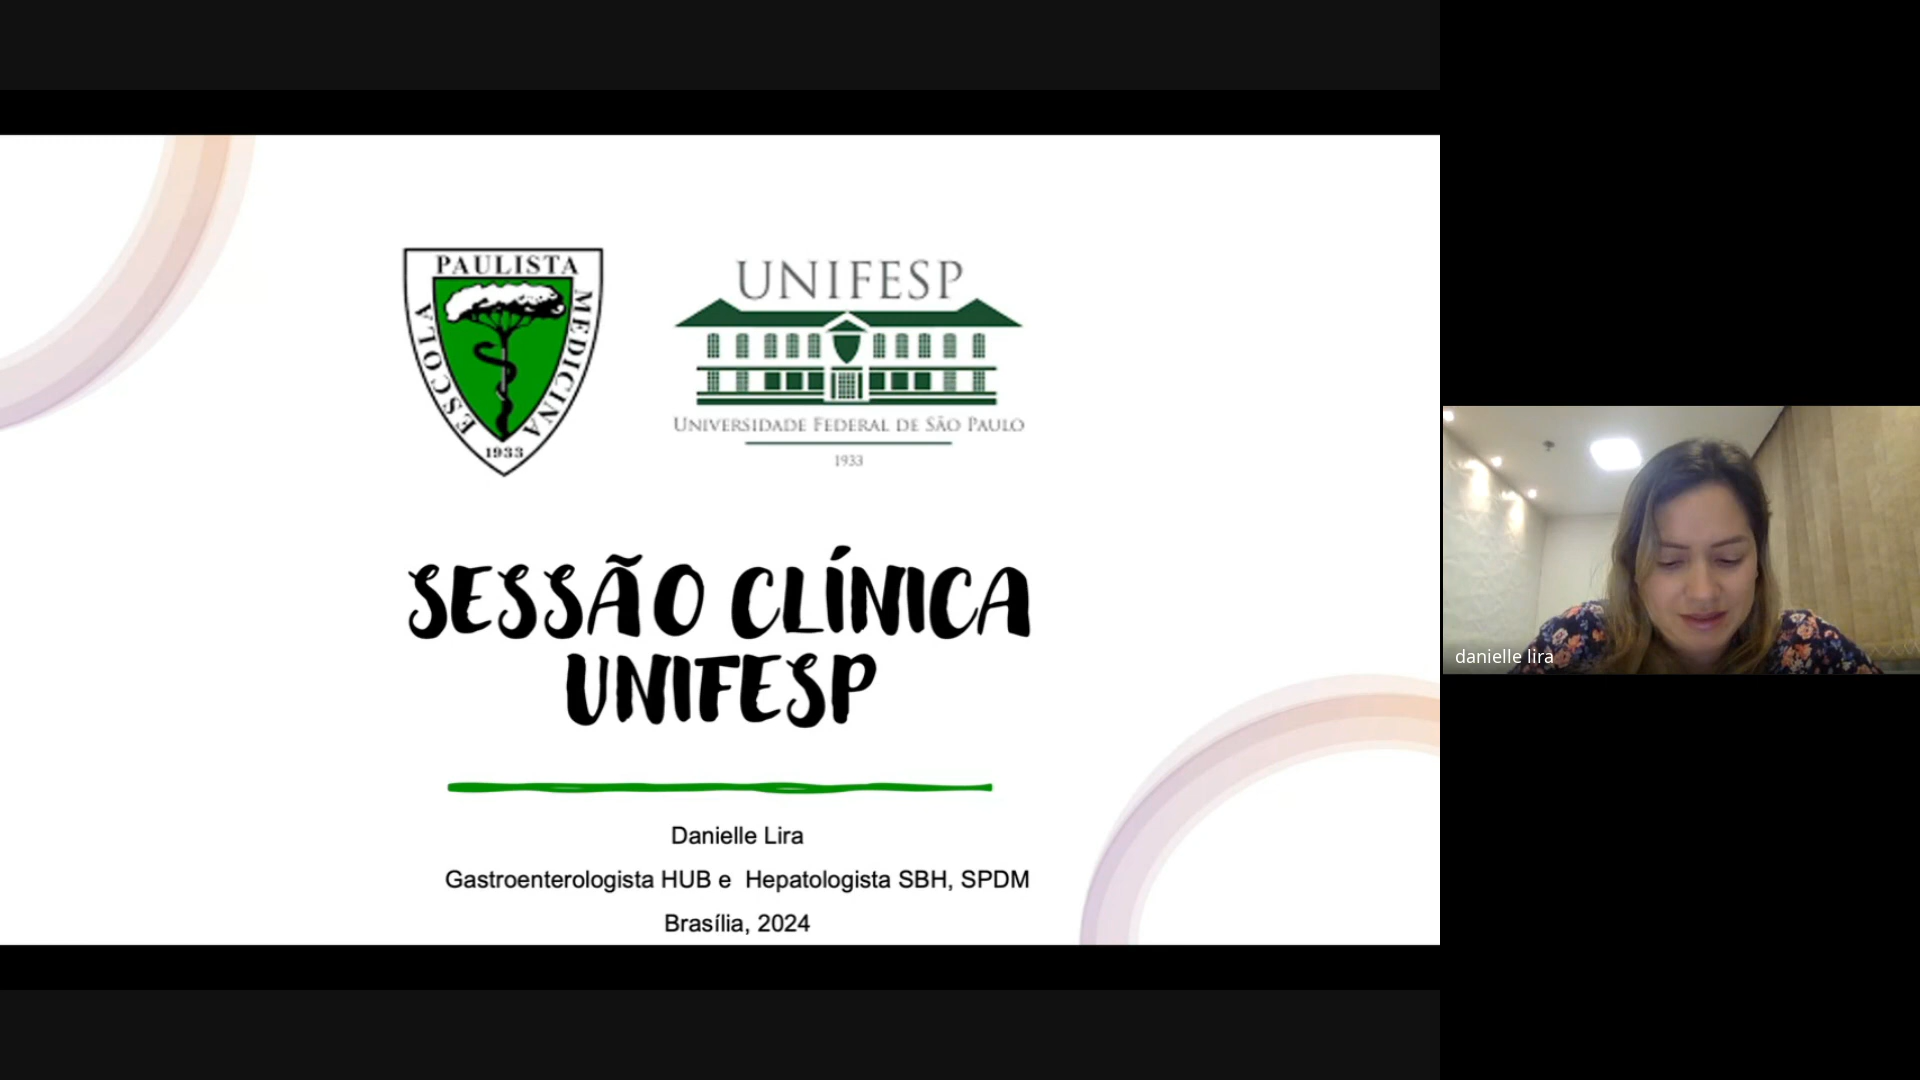 ESCOLA
PAULISTA
MEDICINA
1933
UNIFESP
UNIVERSIDADE FEDERAL DE SÃO PAULO
1933
SESSÃO CLÍNICA
UNIFESP
Danielle Lira
Gastroenterologista HUB e Hepatologista SBH, SPDM
Brasília, 2024
danielle lira